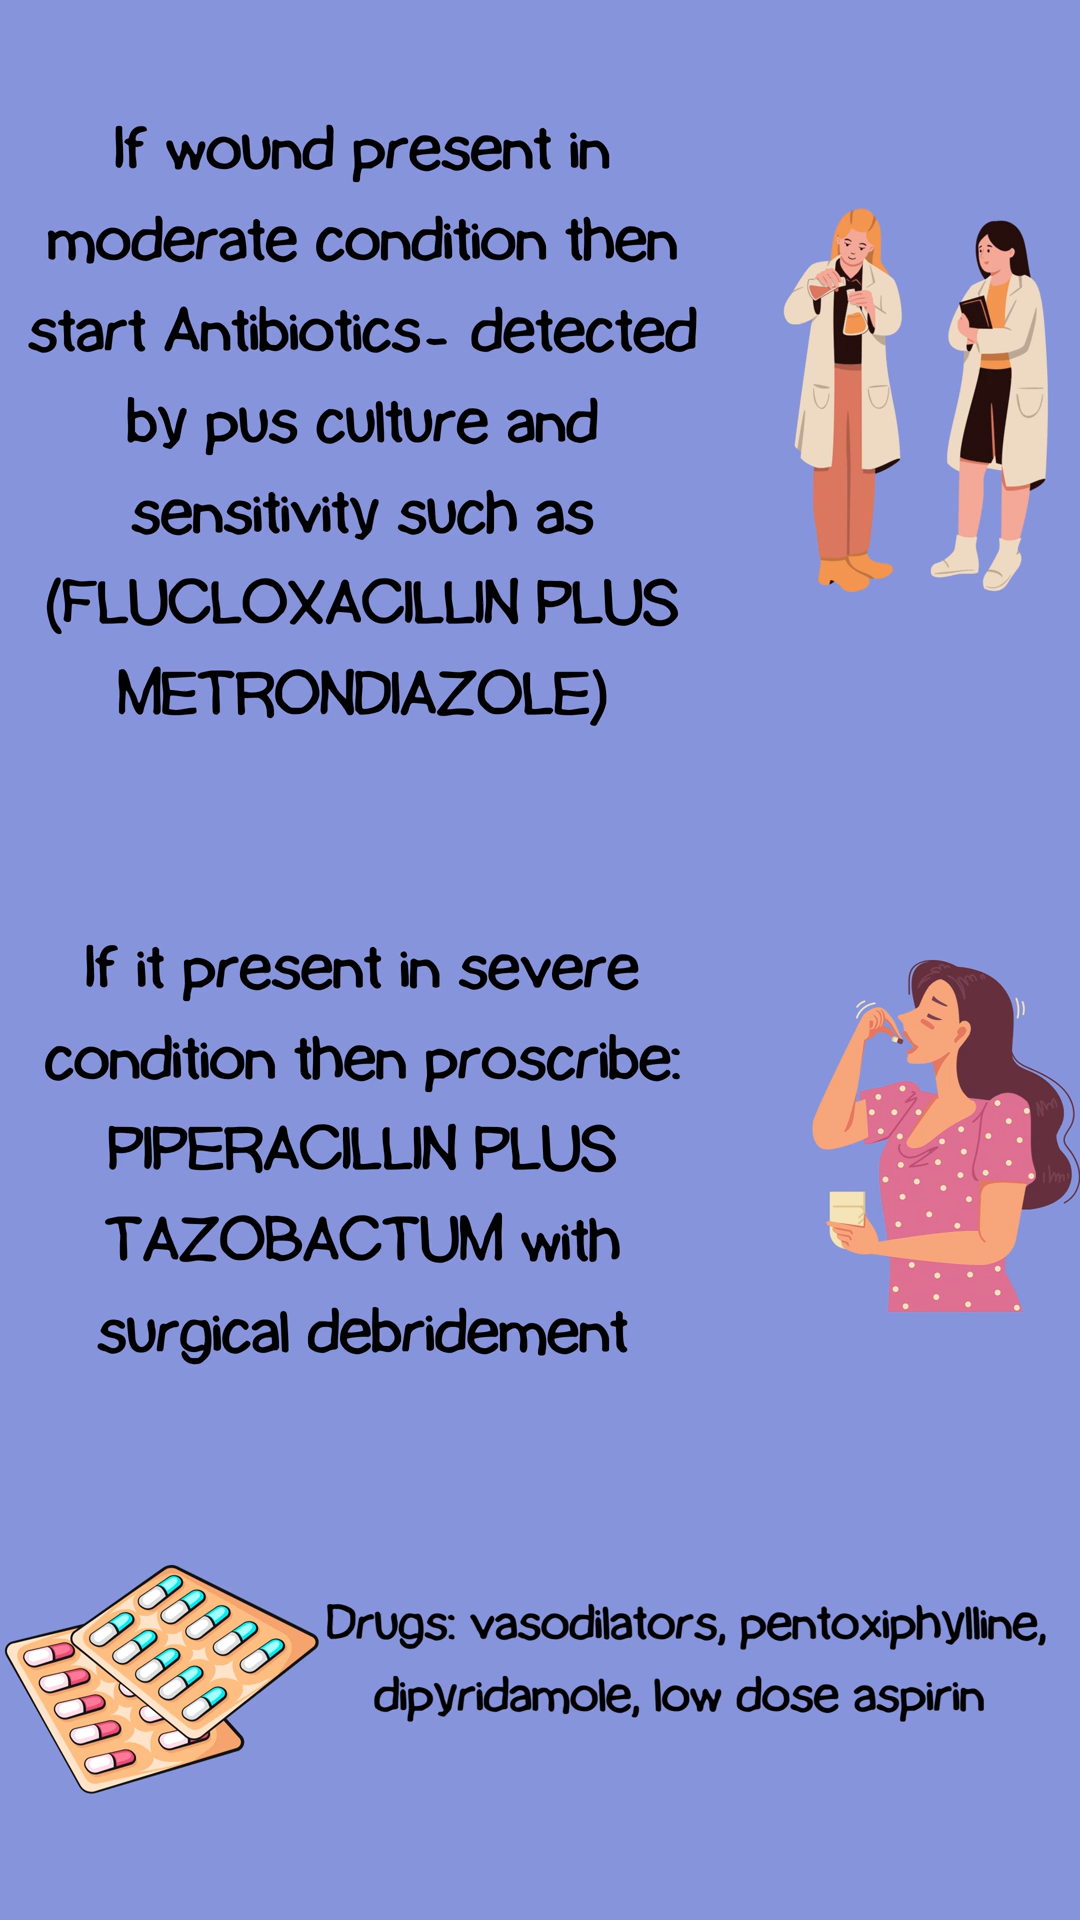 If wound present in
moderate condition then
start Antibiotics- detected
by pus culture and
sensitivity such as
(FLUCLOXACILLIN PLUS
METRONDIAZOLE)
If it present in severe
condition then proscribe:
PIPERACILLIN PLUS
TAZOBACTUM with
surgical debridement
Drugs: vasodilators, pentoxiphylline,
dipyridamole, low dose aspirin